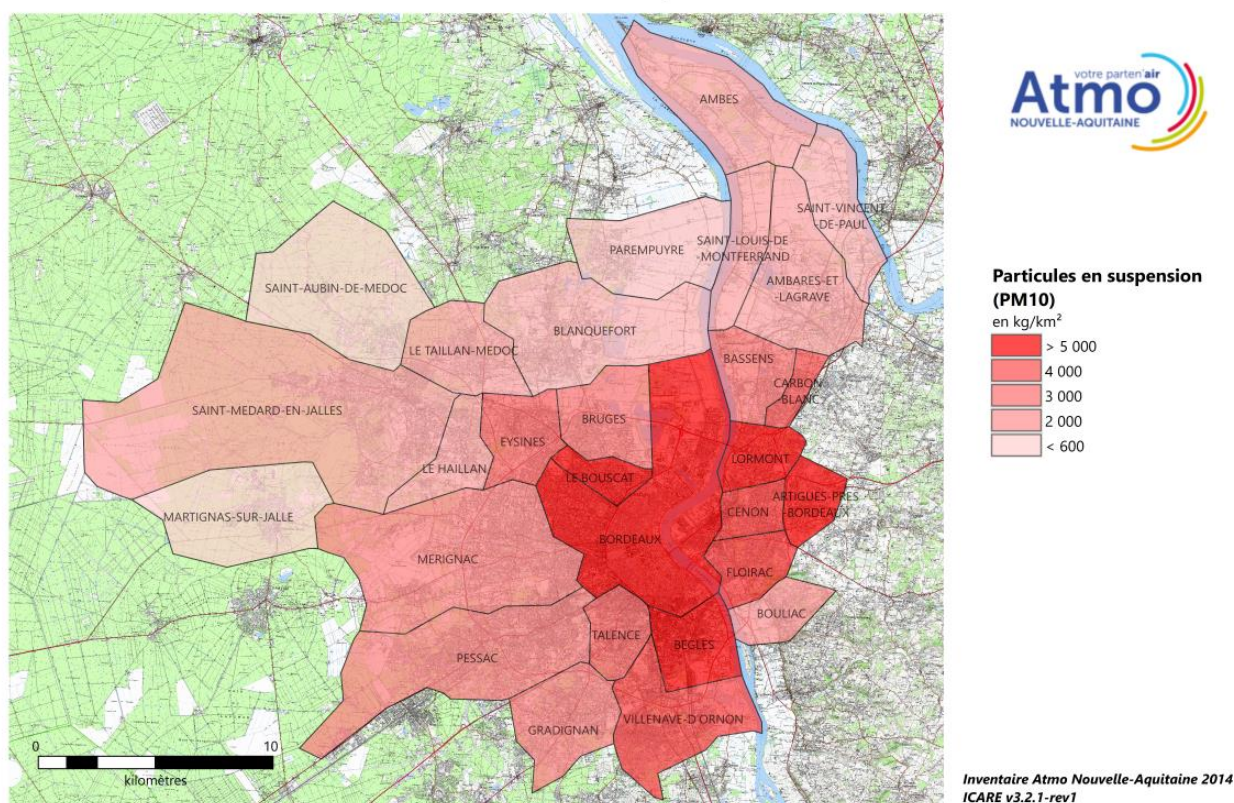 AMBES
SAINT-VINCENT
-DE-PAUL
PAREMPUYRE
SAINT-LOUIS-DE
-MONTFERRAND
AMBARES-ET
-LAGRAVE
SAINT-AUBIN-DE-MEDOC
BLANQUEFORT
LE TAILLAN-MEDOC
BASSENS
CARBON
-BLANC
SAINT-MEDARD-EN-JALLES
BRUGES
EYSINES
LE HAILLAN
LE BOUSCAT
LORMONT
ARTIGUES-PRES
-BORDEAUX
CENON
MARTIGNAS-SUR-JALLE
BORDEAUX
MERIGNAC
FLOIRAC
BOULIAC
TALENCE
BEGLES
PESSAC
GRADIGNAN
VILLENAVE-D'ORNON
0 10
kilomètres
votre parten'air
Atmo
NOUVELLE-AQUITAINE
Particules en suspension
(PM10)
en kg/km²
> 5 000
4 000
3 000
2 000
< 600
Inventaire Atmo Nouvelle-Aquitaine 2014
ICARE v3.2.1-rev1